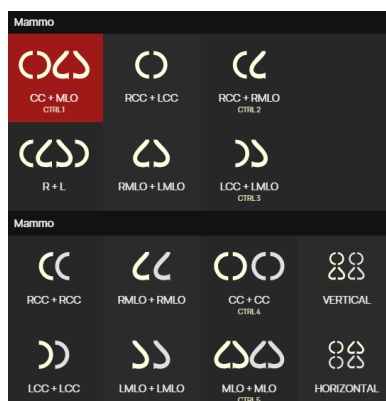 Mammo
CC + MLO
CTRL1
RCC + LCC
RCC + RMLO
CTRL2
R + L
RMLO + LMLO
LCC + LMLO
CTRL3
Mammo
RCC + RCC
RMLO + RMLO
CC + CC
CTRL4
VERTICAL
LCC + LCC
LMLO + LMLO
MLO + MLO
CTRL5
HORIZONTAL